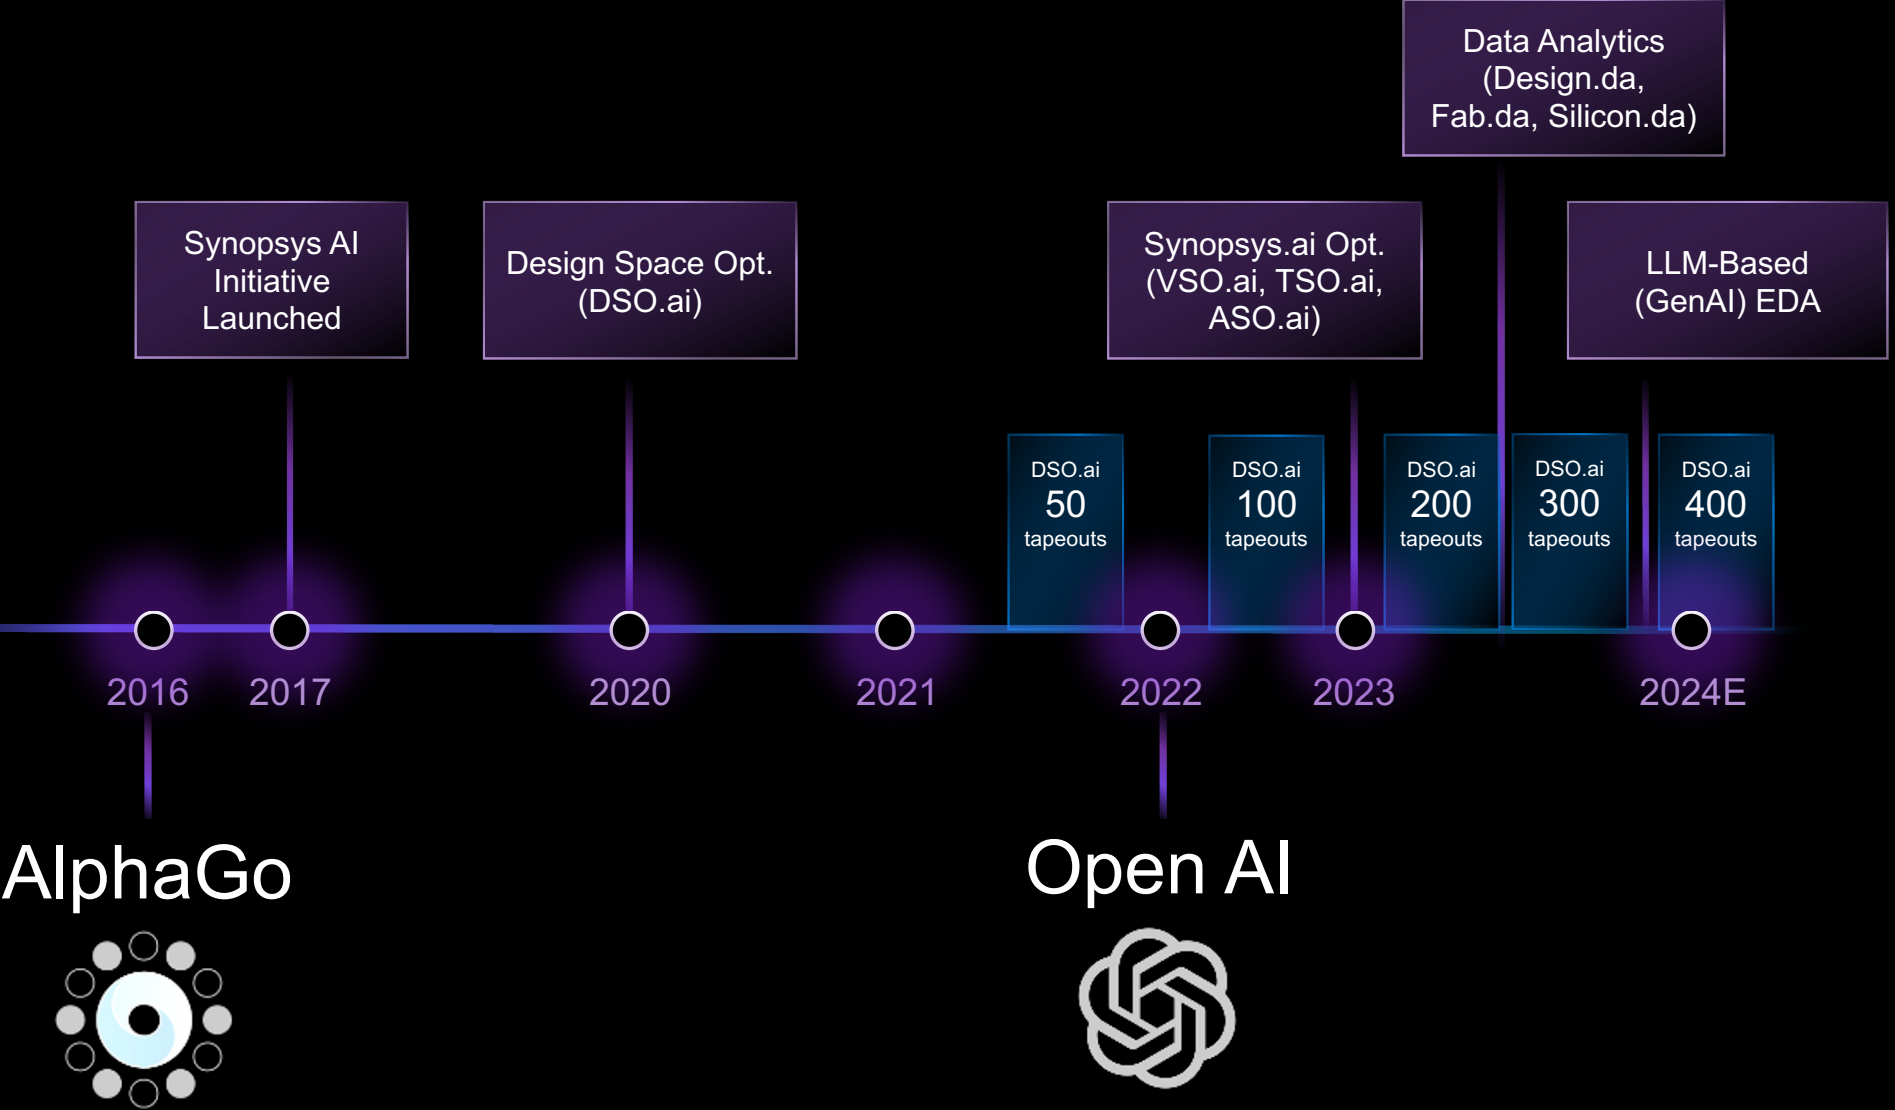 Data Analytics
(Design.da,
Fab.da, Silicon.da)
Synopsys AI
Initiative
Launched
Design Space Opt.
(DSO.ai)
Synopsys.ai Opt.
(VSO.ai, TSO.ai,
ASO.ai)
LLM-Based
(GenAI) EDA
DSO.ai
50
tapeouts
DSO.ai
100
tapeouts
DSO.ai
200
tapeouts
DSO.ai
300
tapeouts
DSO.ai
400
tapeouts
2016
2017
2020
2021
2022
2023
2024E
AlphaGo
Open AI